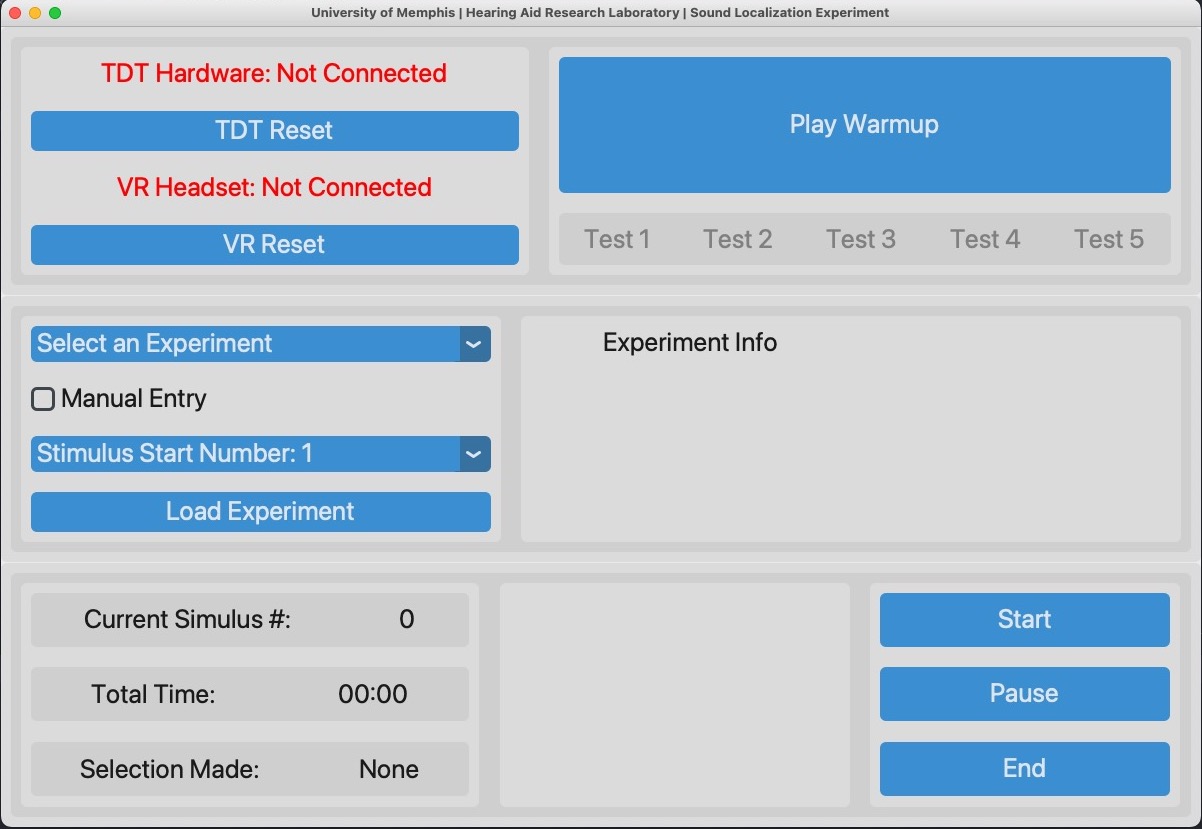 University of Memphis | Hearing Aid Research Laboratory | Sound Localization Experiment
TDT Hardware: Not Connected
TDT Reset
VR Headset: Not Connected
VR Reset
Play Warmup
Test 1 Test 2 Test 3 Test 4 Test 5
Select an Experiment
Manual Entry
Stimulus Start Number: 1
Load Experiment
Experiment Info
Current Simulus #: 0
Total Time: 00:00
Selection Made: None
Start
Pause
End